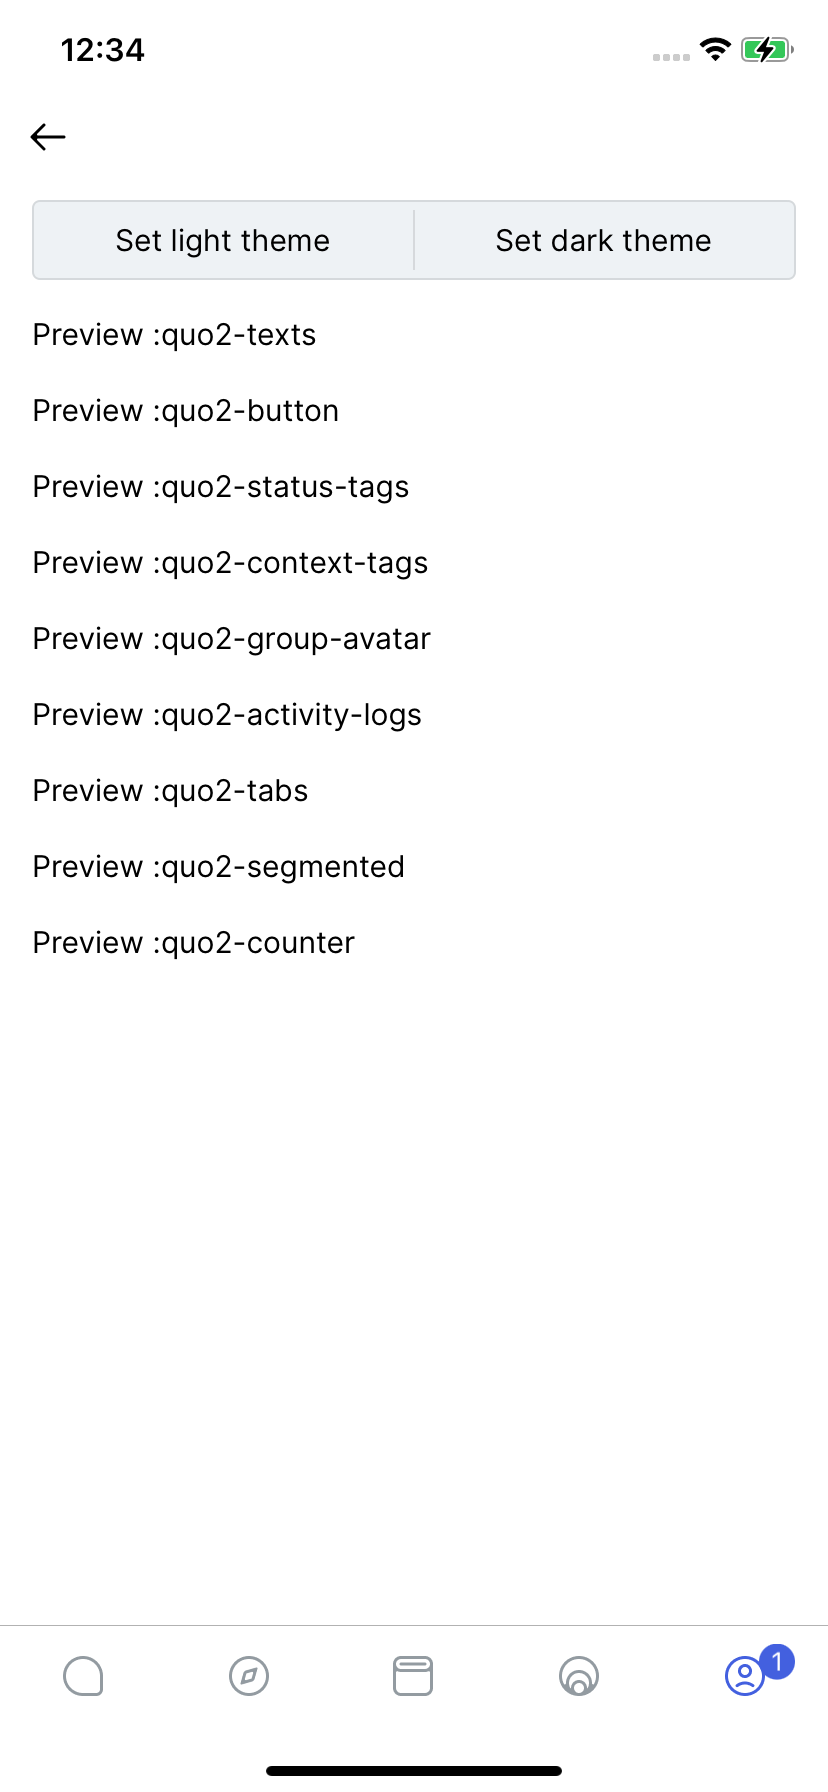 12:34
Set light theme Set dark theme
Preview :quo2-texts
Preview :quo2-button
Preview :quo2-status-tags
Preview :quo2-context-tags
Preview :quo2-group-avatar
Preview :quo2-activity-logs
Preview :quo2-tabs
Preview :quo2-segmented
Preview :quo2-counter
1